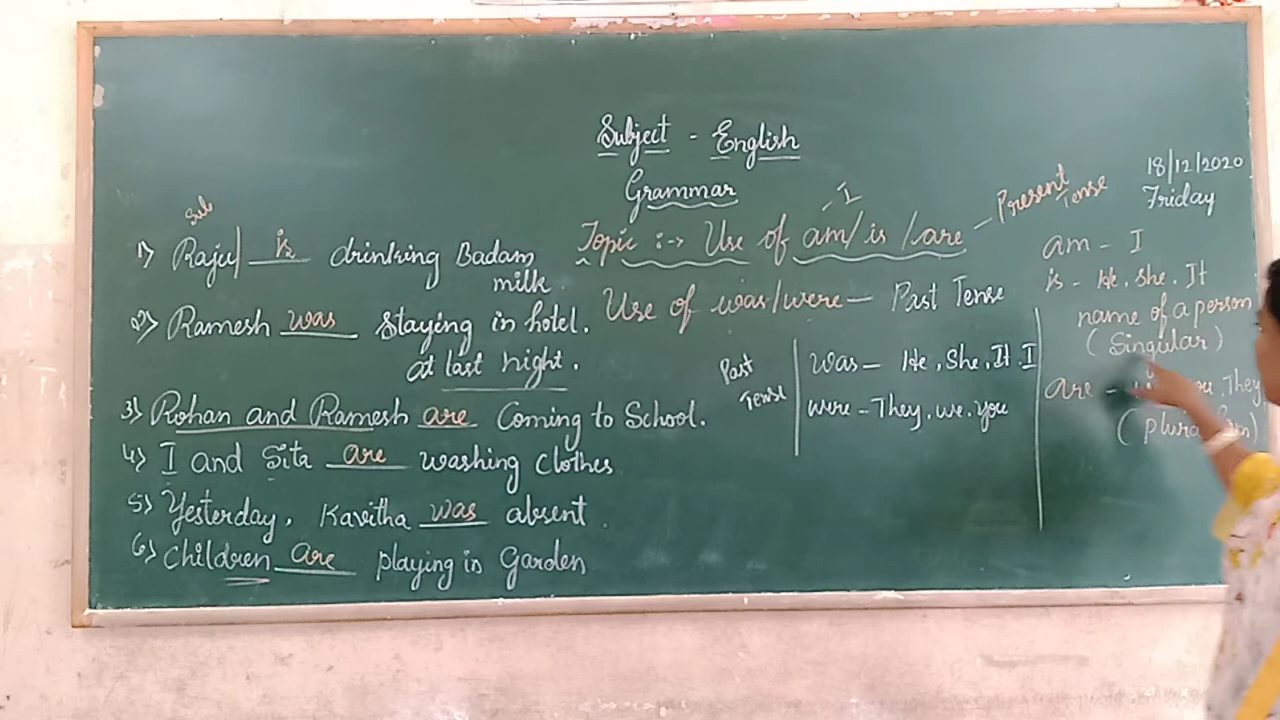 Subject - English
Grammar
18/12/2020
Friday
Topic :-> Use of am/is/are - Present Tense
- I
Use of was/were - Past Tense
Sub
1) Raju| is drinking Badam
milk.
2) Ramesh was staying in hotel.
at last night.
3) Rohan and Ramesh are Coming to School.
4) I and Sita are washing clothes
5) Yesterday, Kavitha was absent.
6) Children are playing in Garden
Past Tense
was - He, She, It, I
were - They, we, you
am - I
is - He, she, It
name of a person
(Singular)
are - They